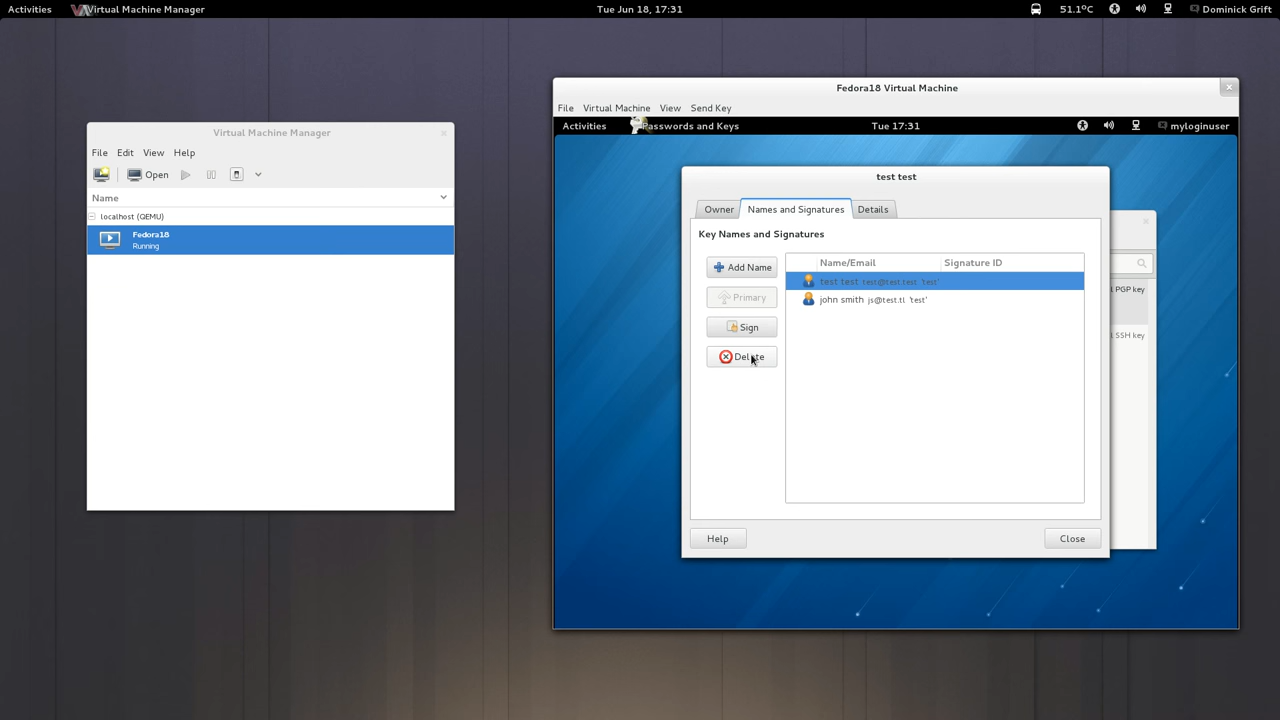 Activities Virtual Machine Manager Tue Jun 18, 17:31 51.1ºC Dominick Grift
Fedora18 Virtual Machine
File Virtual Machine View Send Key
Activities Passwords and Keys Tue 17:31 myloginuser
Virtual Machine Manager
File Edit View Help
Open
Name
localhost (QEMU)
Fedora18
Running
test test
Owner Names and Signatures Details
Key Names and Signatures
Add Name
Primary
Sign
Delete
Name/Email Signature ID
test test test@test.test 'test'
john smith js@test.tl 'test'
Help Close
PGP key
SSH key